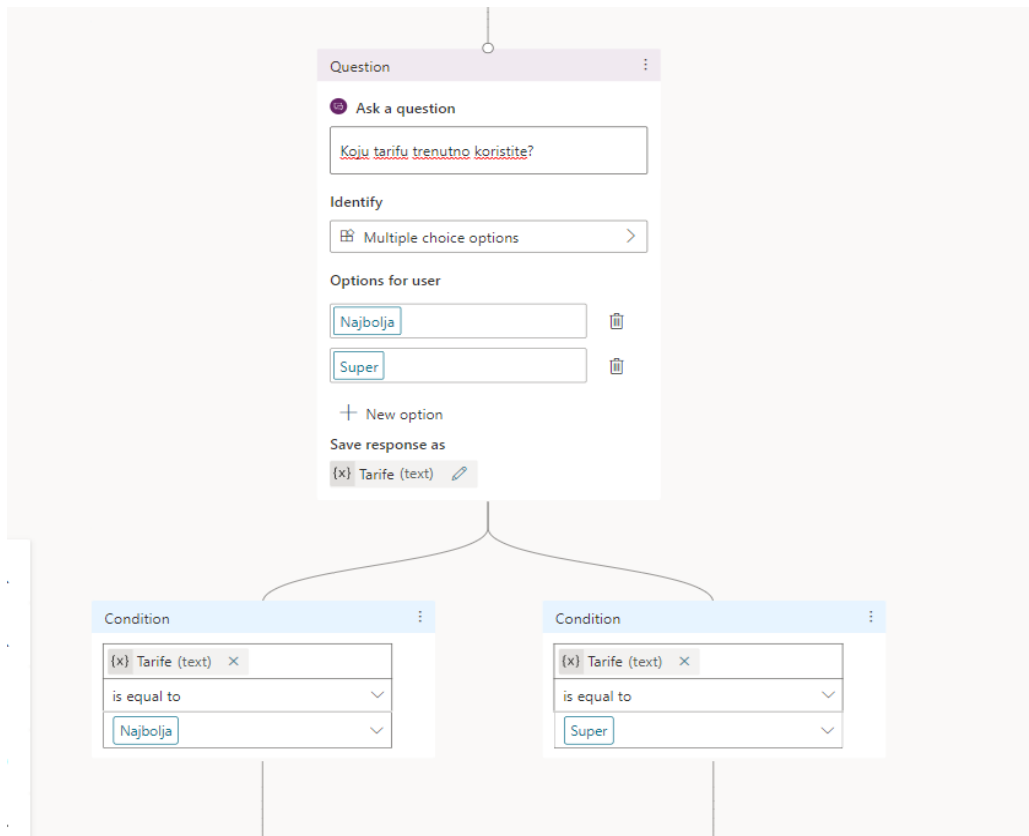 Question
Ask a question
Koju tarifu trenutno koristite?
Identify
Multiple choice options
Options for user
Najbolja
Super
New option
Save response as
{x} Tarife (text)
Condition
{x} Tarife (text)
is equal to
Najbolja
Condition
{x} Tarife (text)
is equal to
Super